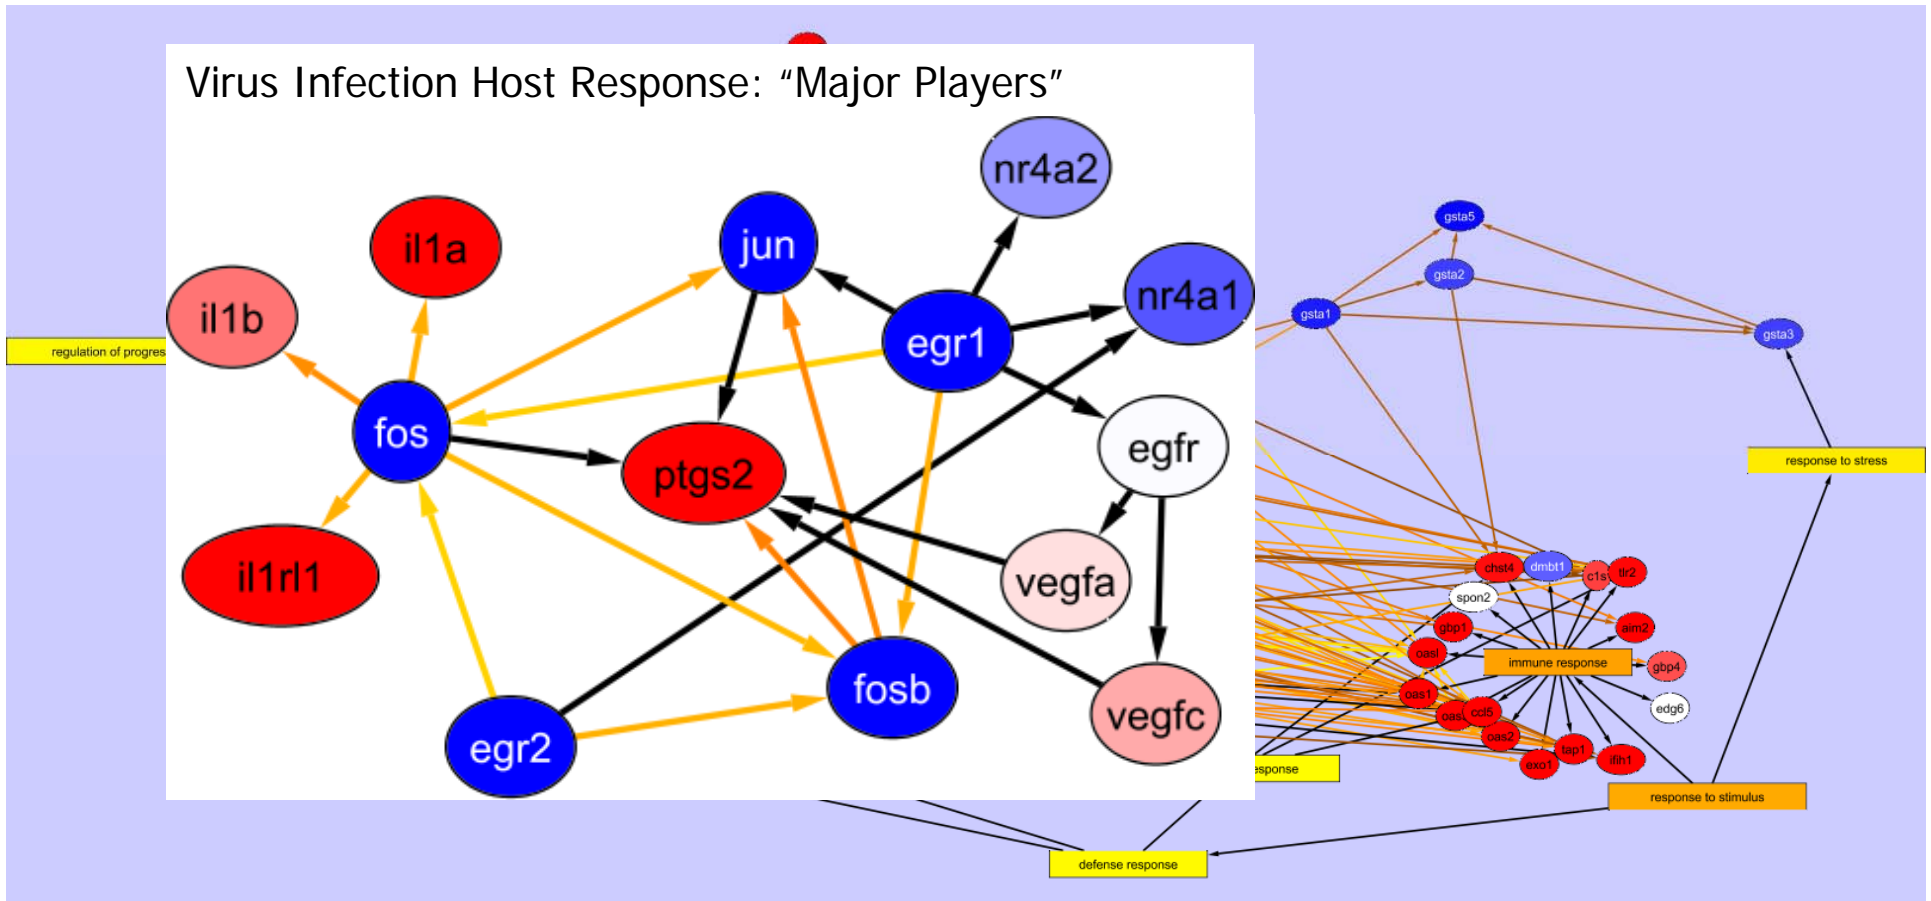 Virus Infection Host Response: “Major Players”
nr4a2
jun
il1a
nr4a1
il1b
egr1
fos
egfr
ptgs2
il1rl1
vegfa
fosb
vegfc
egr2
regulation of progres
gsta5
gsta2
gsta1
gsta3
response to stress
chst4
dmbt1
c1s
tlr2
spon2
gbp1
aim2
oasl
immune response
gbp4
oas1
edg6
oas
ccl5
oas2
tap1
ifih1
exo1
esponse
response to stimulus
defense response